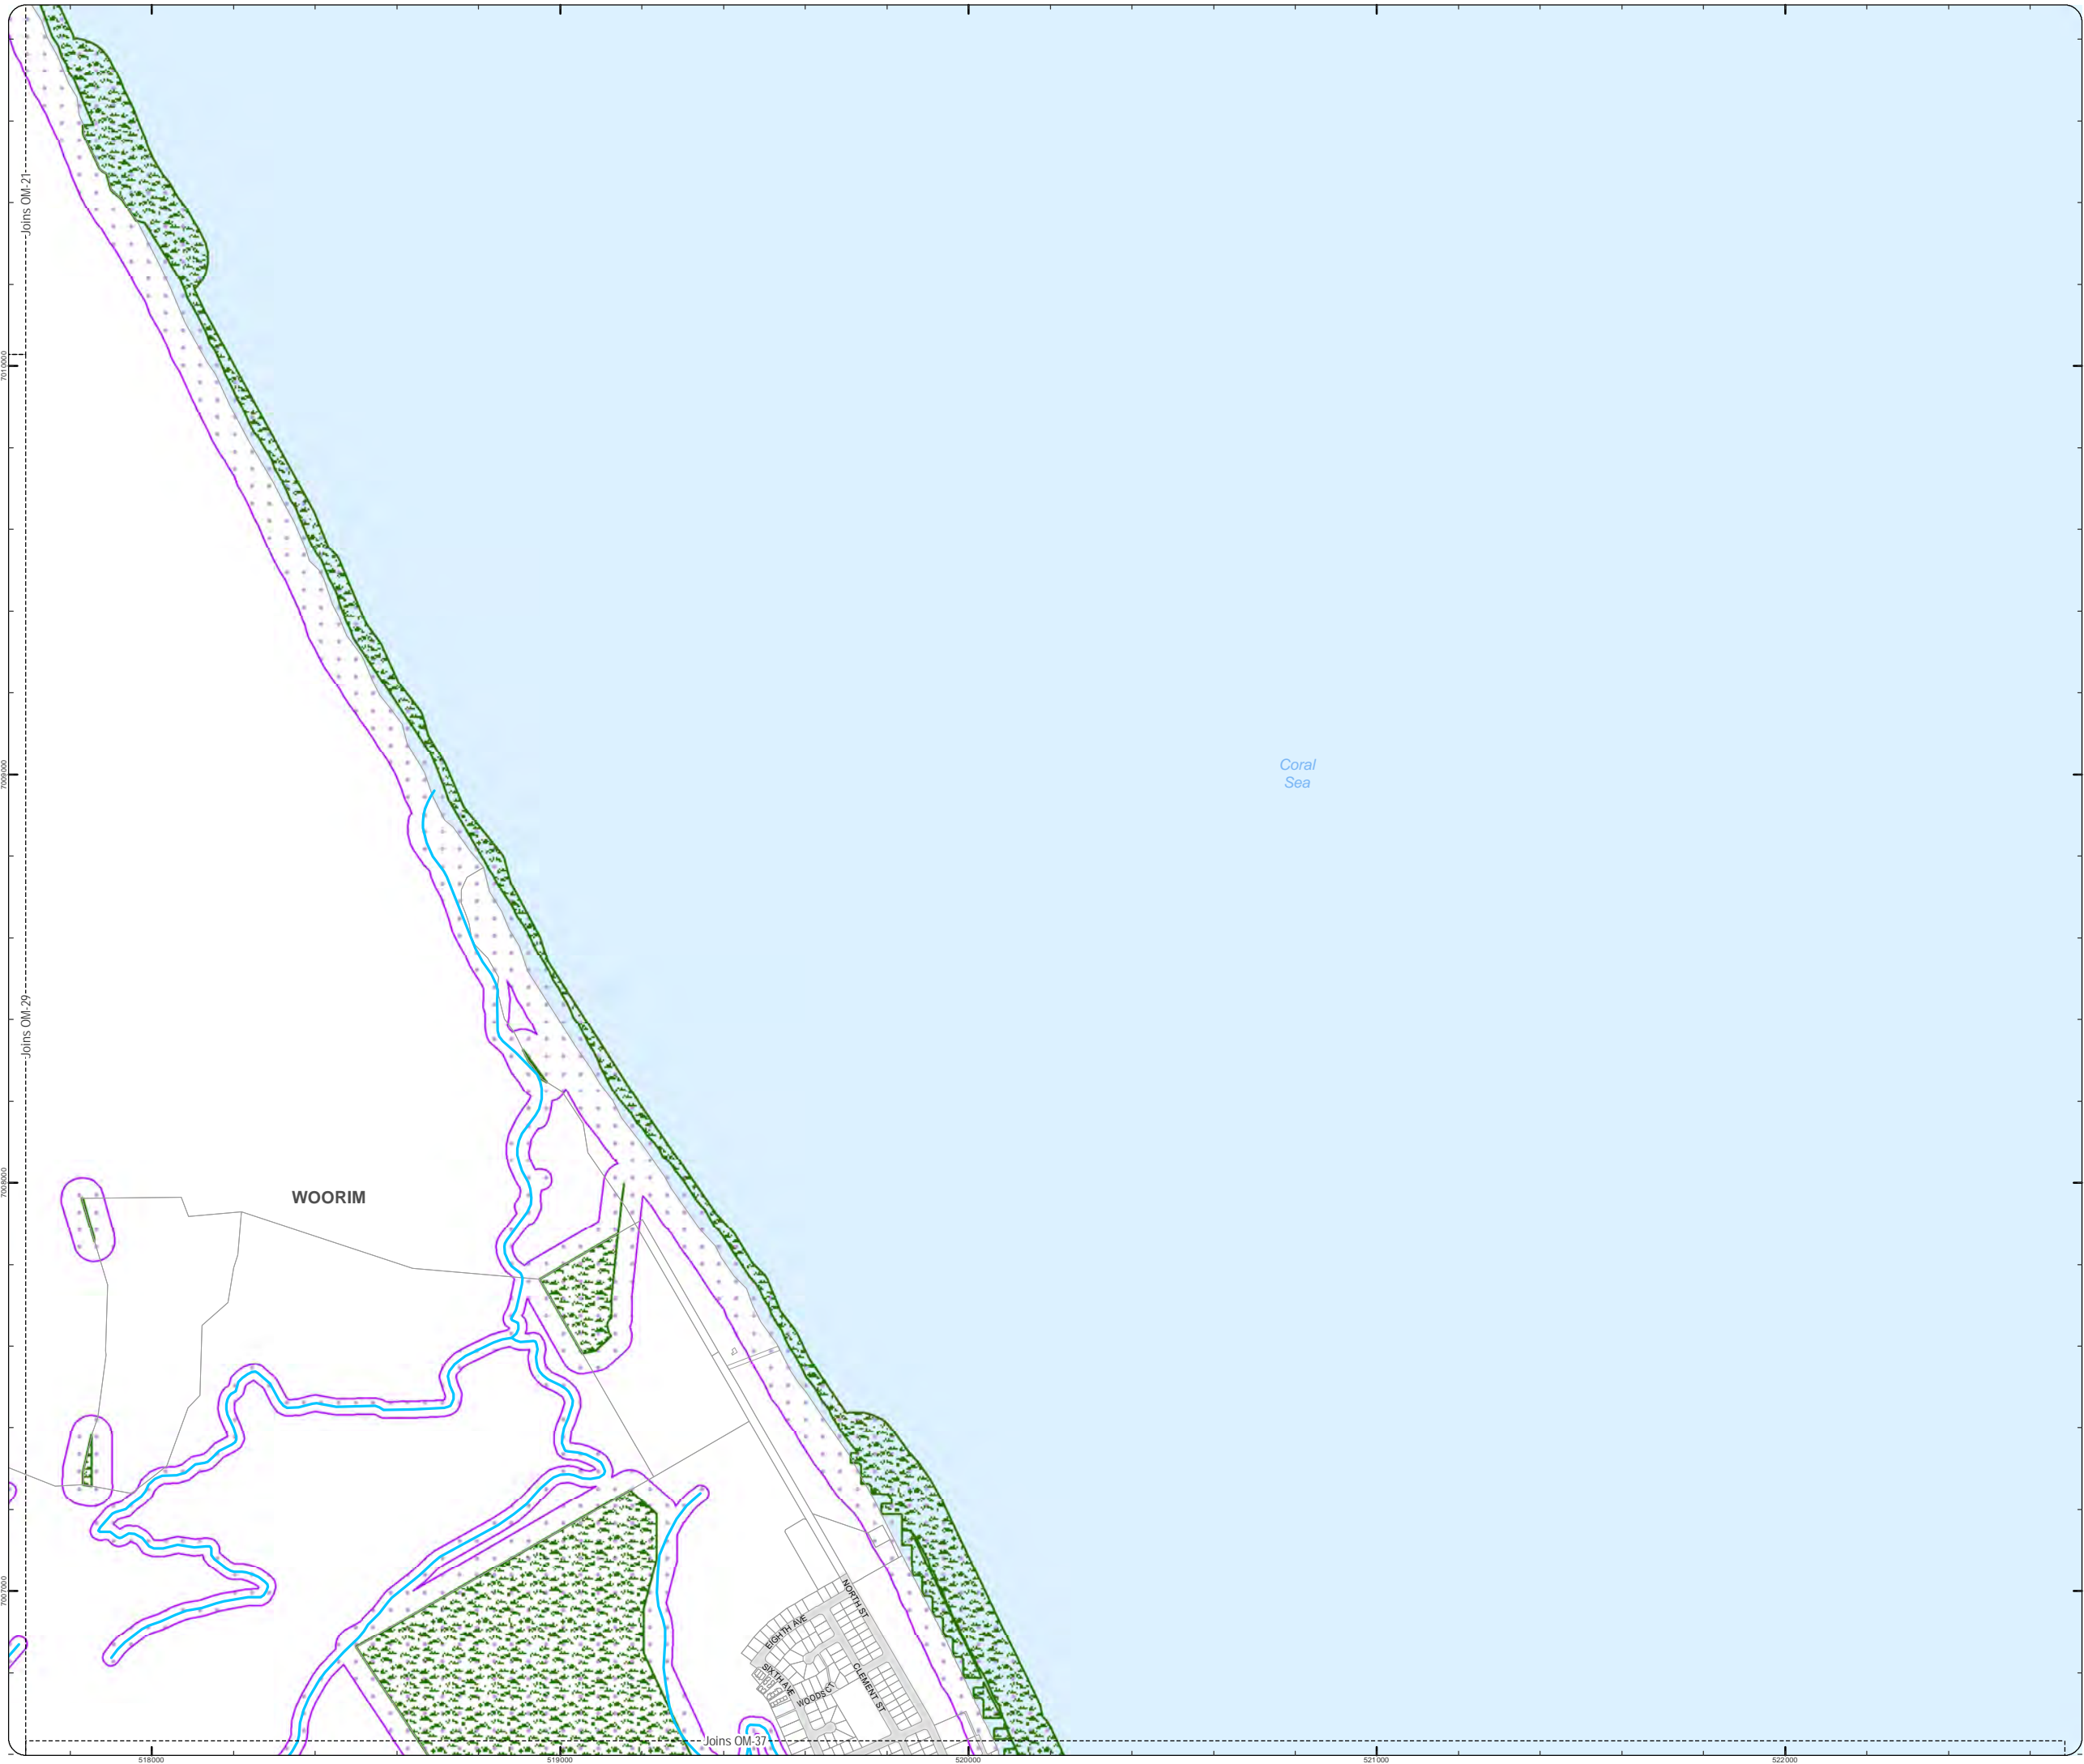 Joins OM-21
7010000
Coral
Sea
7009000
Joins OM-29
7008000
WOORIM
7007000
NORTH ST
EIGHTH AVE
SIXTH AVE
WOODS CT
CLEMENT ST
Joins OM-37
518000
519000
520000
521000
522000